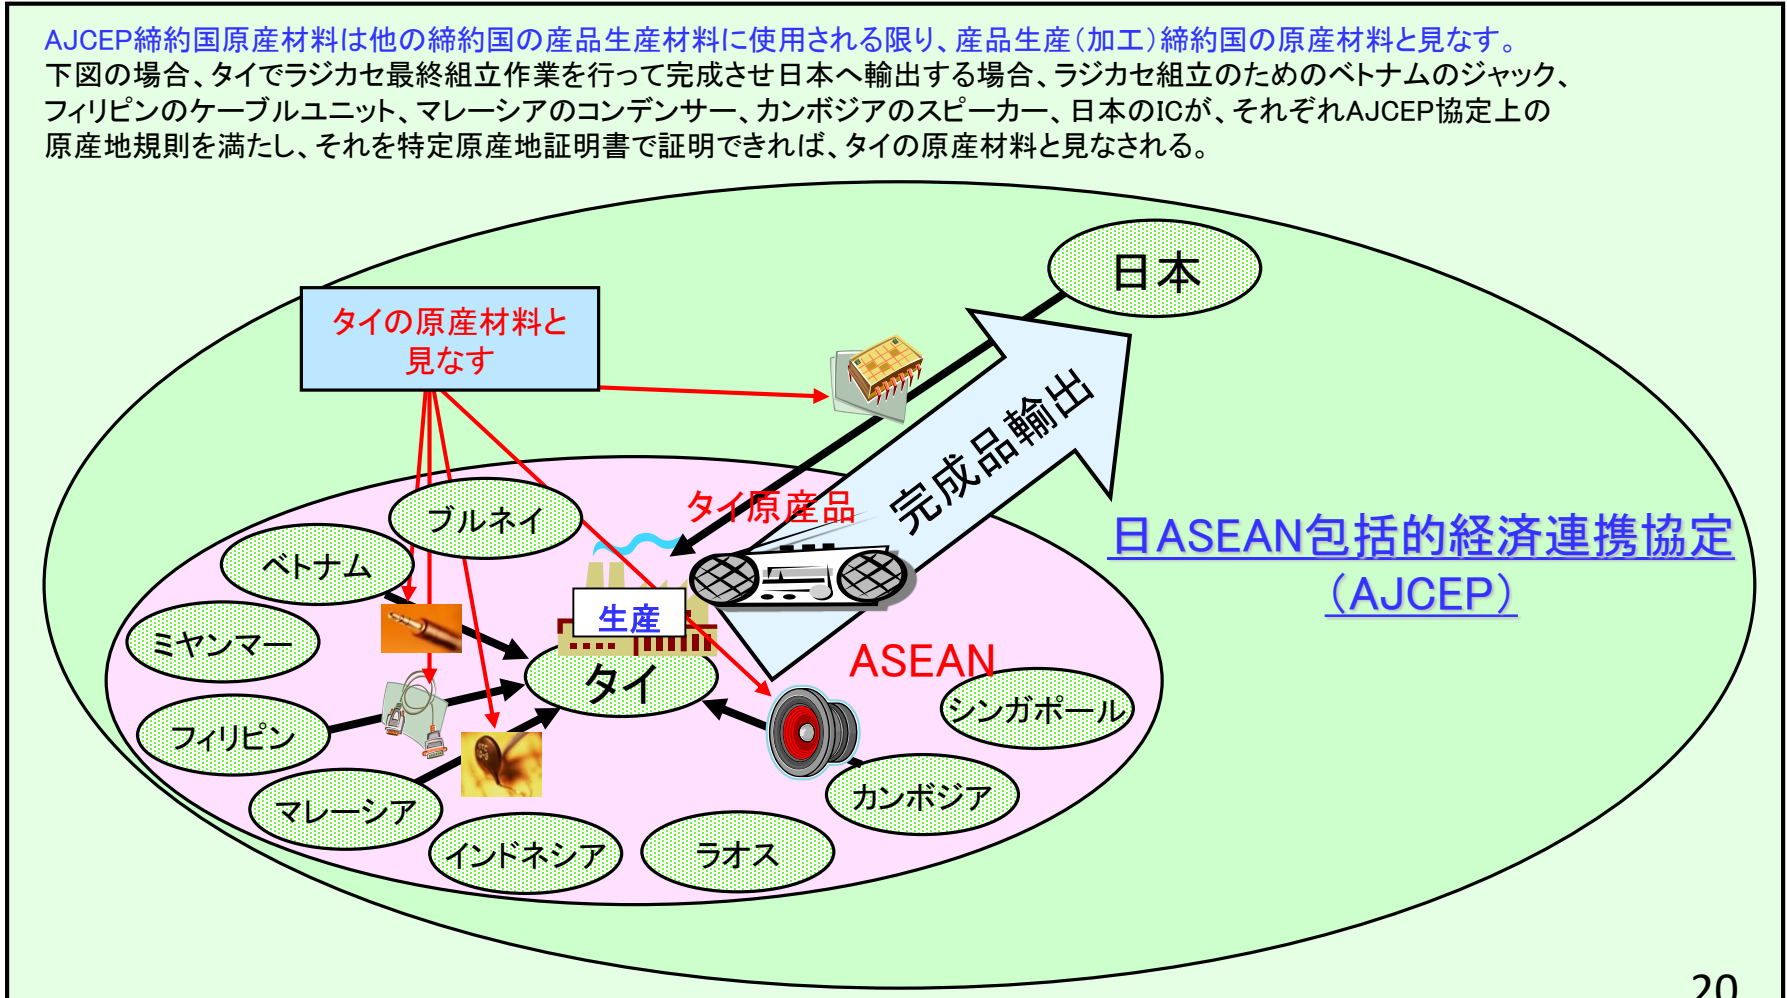 AJCEP締約国原産材料は他の締約国の産品生産材料に使用される限り、産品生産（加工）締約国の原産材料と見なす。
下図の場合、タイでラジカセ最終組立作業を行って完成させ日本へ輸出する場合、ラジカセ組立のためのベトナムのジャック、
フィリピンのケーブルユニット、マレーシアのコンデンサー、カンボジアのスピーカー、日本のICが、それぞれAJCEP協定上の
原産地規則を満たし、それを特定原産地証明書で証明できれば、タイの原産材料と見なされる。
日本
タイの原産材料と
見なす
完成品輸出
タイ原産品
ブルネイ
日ASEAN包括的経済連携協定
（AJCEP）
ベトナム
生産
ミャンマー
ASEAN
タイ
シンガポール
フィリピン
マレーシア
カンボジア
インドネシア
ラオス
20